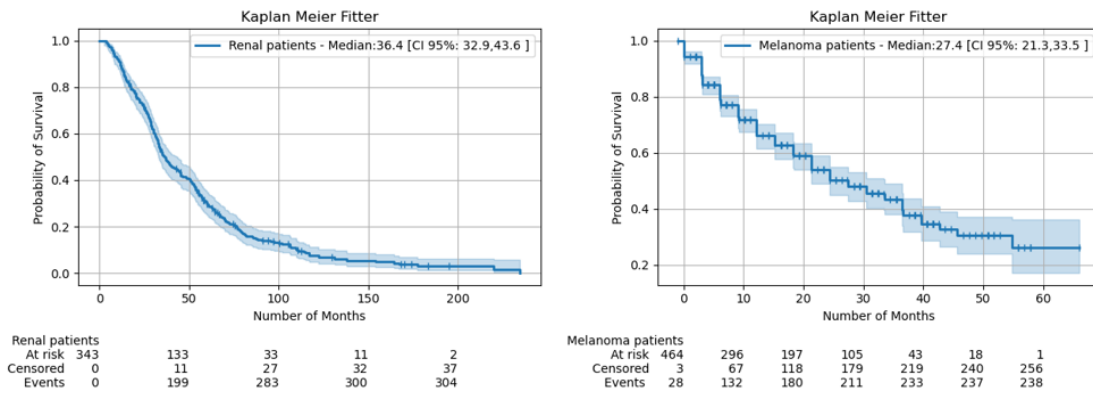 Kaplan Meier Fitter
Renal patients - Median:36.4 [CI 95%: 32.9,43.6 ]
Probability of Survival
1.0
0.8
0.6
0.4
0.2
0.0
0 50 100 150 200
Number of Months
Renal patients
At risk 343 133 33 11 2
Censored 0 11 27 32 37
Events 0 199 283 300 304
Kaplan Meier Fitter
Melanoma patients - Median:27.4 [CI 95%: 21.3,33.5 ]
Probability of Survival
1.0
0.8
0.6
0.4
0.2
0 10 20 30 40 50 60
Number of Months
Melanoma patients
At risk 464 296 197 105 43 18 1
Censored 3 67 118 179 219 240 256
Events 28 132 180 211 233 237 238